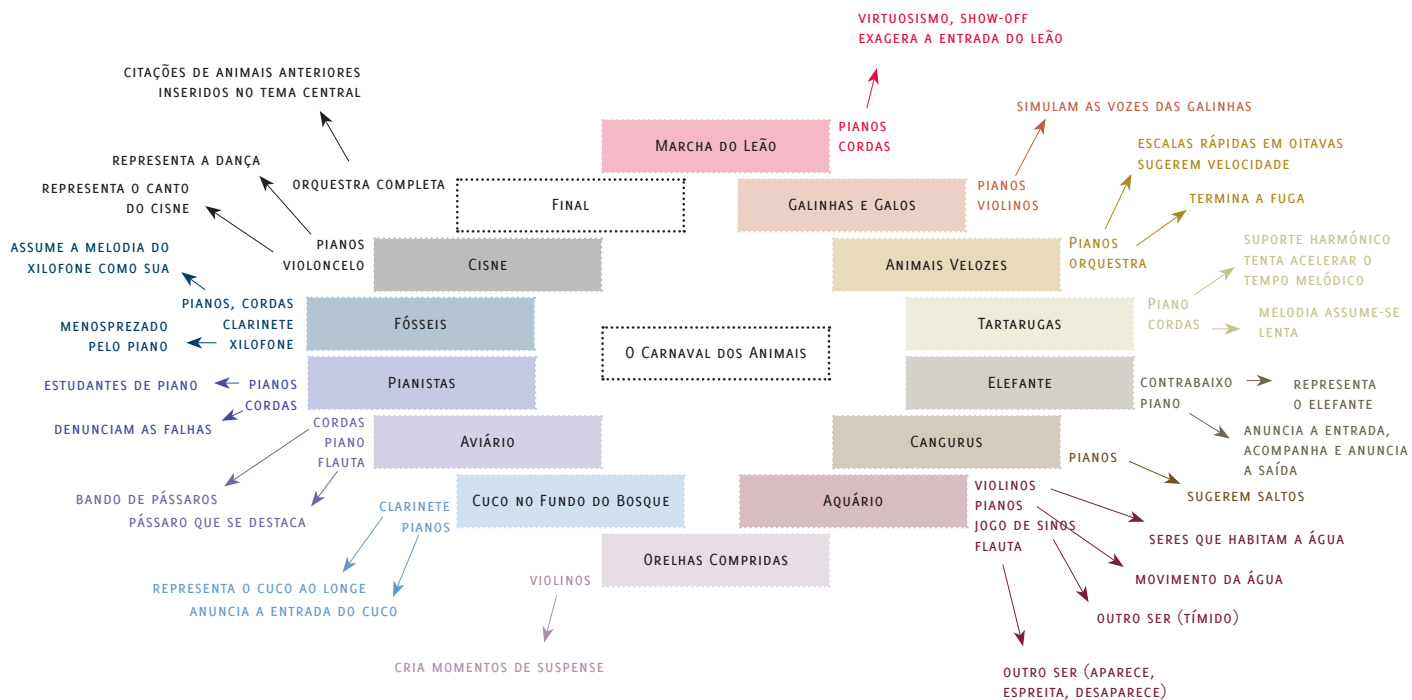 VIRTUOSISMO, SHOW-OFF
EXAGERA A ENTRADA DO LEÃO
PIANOS
CORDAS
MARCHA DO LEÃO
SIMULAM AS VOZES DAS GALINHAS
PIANOS
VIOLINOS
GALINHAS E GALOS
ESCALAS RÁPIDAS EM OITAVAS
SUGEREM VELOCIDADE
TERMINA A FUGA
PIANOS
ORQUESTRA
ANIMAIS VELOZES
SUPORTE HARMÓNICO
TENTA ACELERAR O
TEMPO MELÓDICO
MELODIA ASSUME-SE
LENTA
PIANO
CORDAS
TARTARUGAS
ELEFANTE
CONTRABAIXO
PIANO
REPRESENTA
O ELEFANTE
ANUNCIA A ENTRADA,
ACOMPANHA E ANUNCIA
A SAÍDA
CANGURUS
PIANOS
SUGEREM SALTOS
AQUÁRIO
VIOLINOS
PIANOS
JOGO DE SINOS
FLAUTA
SERES QUE HABITAM A ÁGUA
MOVIMENTO DA ÁGUA
OUTRO SER (TÍMIDO)
OUTRO SER (APARECE,
ESPREITA, DESAPARECE)
ORELHAS COMPRIDAS
VIOLINOS
CRIA MOMENTOS DE SUSPENSE
CUCO NO FUNDO DO BOSQUE
CLARINETE
PIANOS
REPRESENTA O CUCO AO LONGE
ANUNCIA A ENTRADA DO CUCO
AVIÁRIO
CORDAS
PIANO
FLAUTA
BANDO DE PÁSSAROS
PÁSSARO QUE SE DESTACA
PIANISTAS
PIANOS
CORDAS
ESTUDANTES DE PIANO
DENUNCIAM AS FALHAS
FÓSSEIS
PIANOS, CORDAS
CLARINETE
XILOFONE
ASSUME A MELODIA DO
XILOFONE COMO SUA
MENOSPREZADO
PELO PIANO
CISNE
PIANOS
VIOLONCELO
REPRESENTA A DANÇA
REPRESENTA O CANTO
DO CISNE
FINAL
ORQUESTRA COMPLETA
CITAÇÕES DE ANIMAIS ANTERIORES
INSERIDOS NO TEMA CENTRAL
O CARNAVAL DOS ANIMAIS